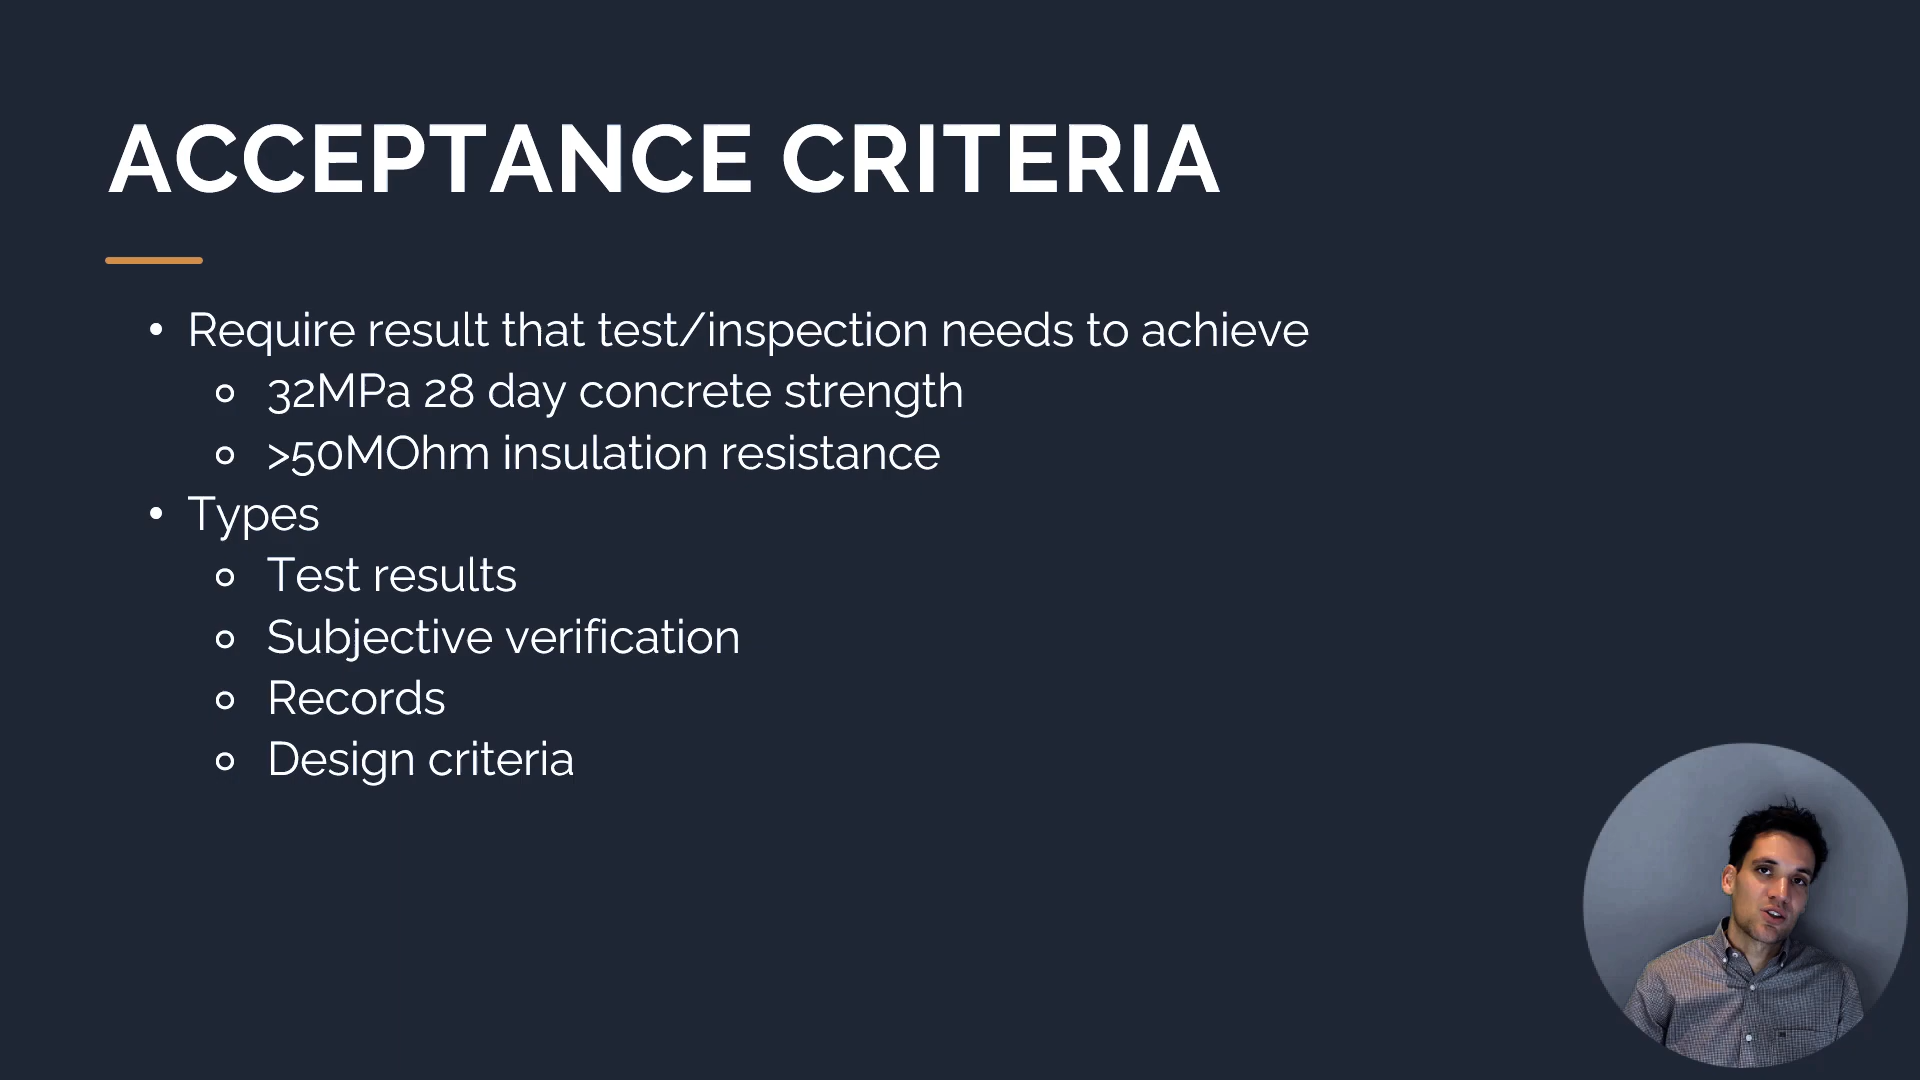 ACCEPTANCE CRITERIA
• Require result that test/inspection needs to achieve
○ 32MPa 28 day concrete strength
○ >50MOhm insulation resistance
• Types
○ Test results
○ Subjective verification
○ Records
○ Design criteria